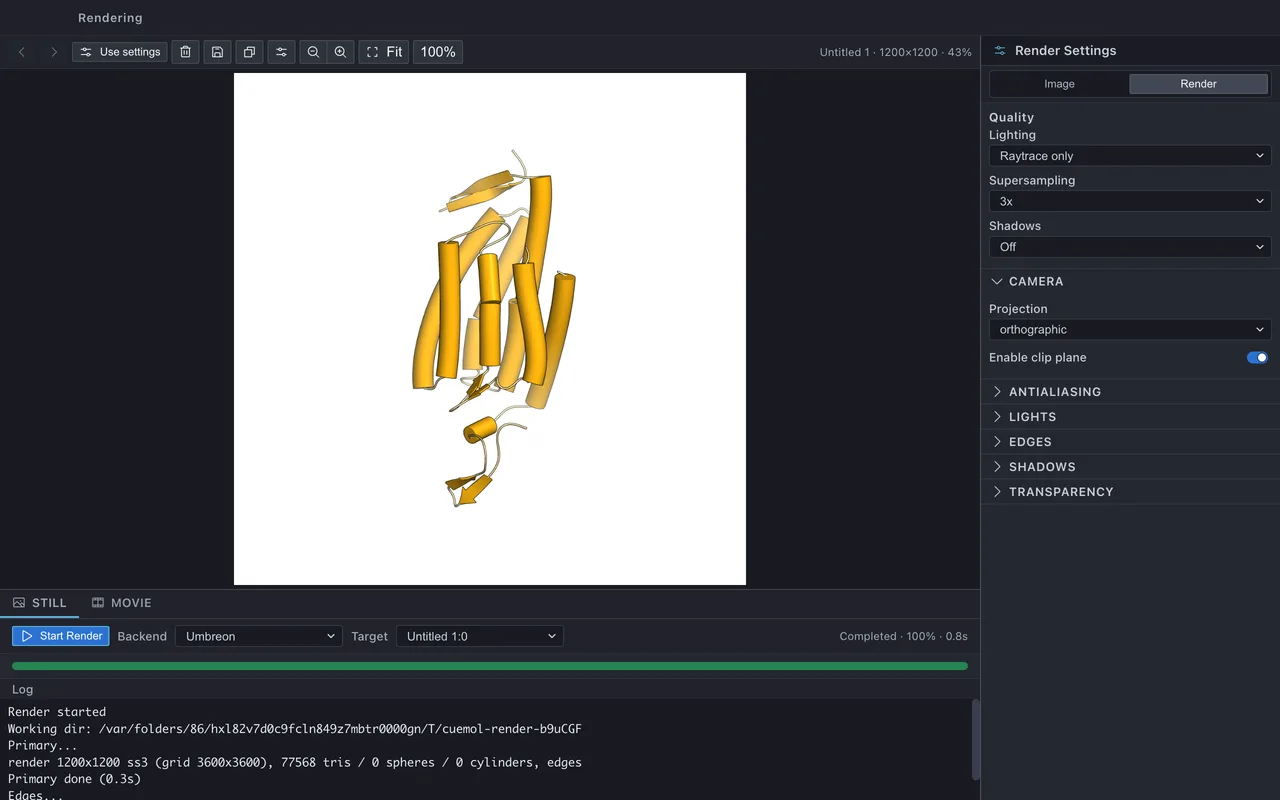 Rendering
Use settings
Fit
100%
Untitled 1 · 1200×1200 · 43%
Render Settings
Image
Render
Quality
Lighting
Raytrace only
Supersampling
3x
Shadows
Off
CAMERA
Projection
orthographic
Enable clip plane
ANTIALIASING
LIGHTS
EDGES
SHADOWS
TRANSPARENCY
STILL
MOVIE
Start Render
Backend
Umbreon
Target
Untitled 1:0
Completed · 100% · 0.8s
Log
Render started
Working dir: /var/folders/86/hxl82v7d0c9fcln849z7mbtr0000gn/T/cuemol-render-b9uCGF
Primary...
render 1200x1200 ss3 (grid 3600x3600), 77568 tris / 0 spheres / 0 cylinders, edges
Primary done (0.3s)
Edges...